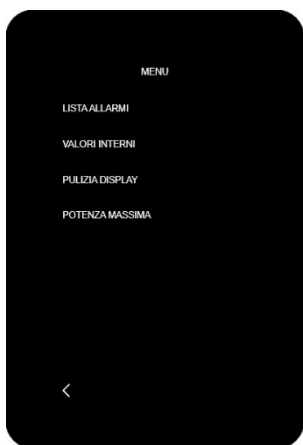 MENU
LISTA ALLARMI
VALORI INTERNI
PULIZIA DISPLAY
POTENZA MASSIMA